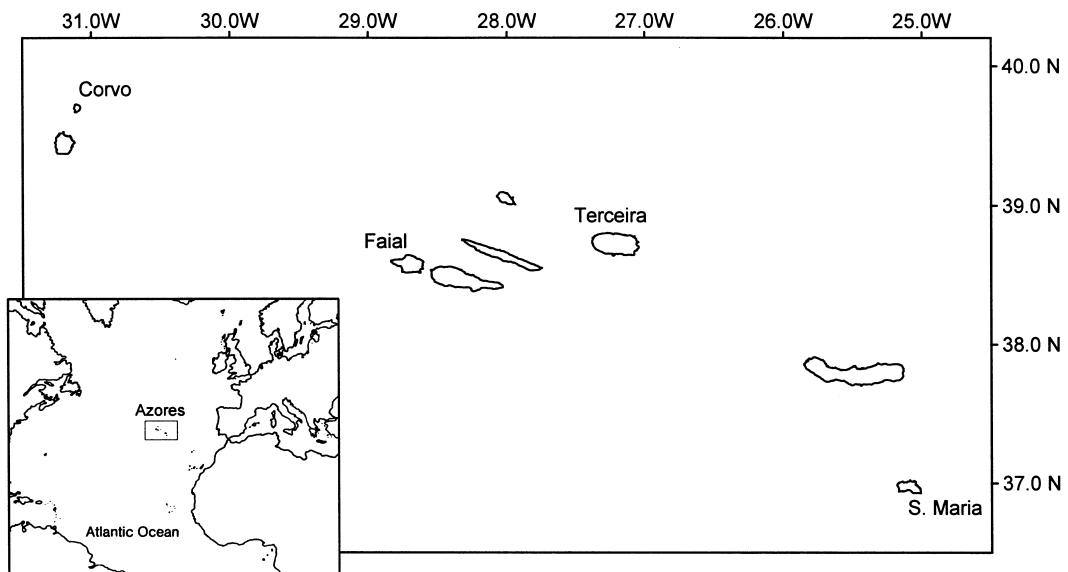 31.0W 30.0W 29.0W 28.0W 27.0W 26.0W 25.0W
40.0 N
Corvo
39.0 N
Terceira
Faial
38.0 N
Azores
37.0 N
S. Maria
Atlantic Ocean